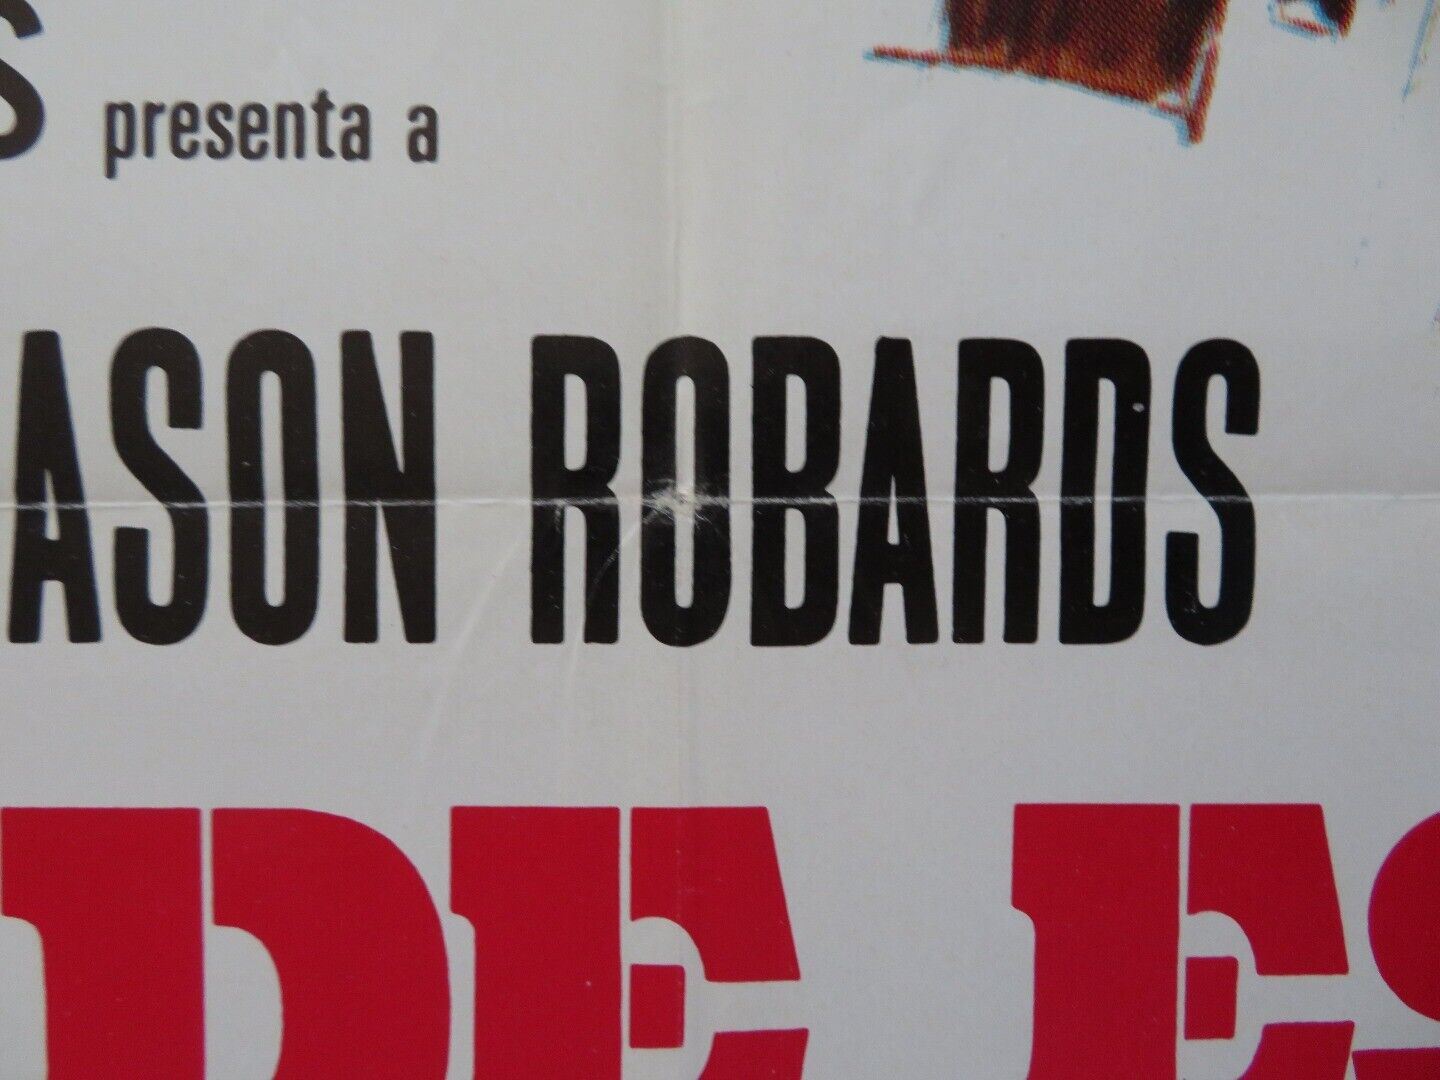 S presenta a
ASON ROBARDS
DE ES